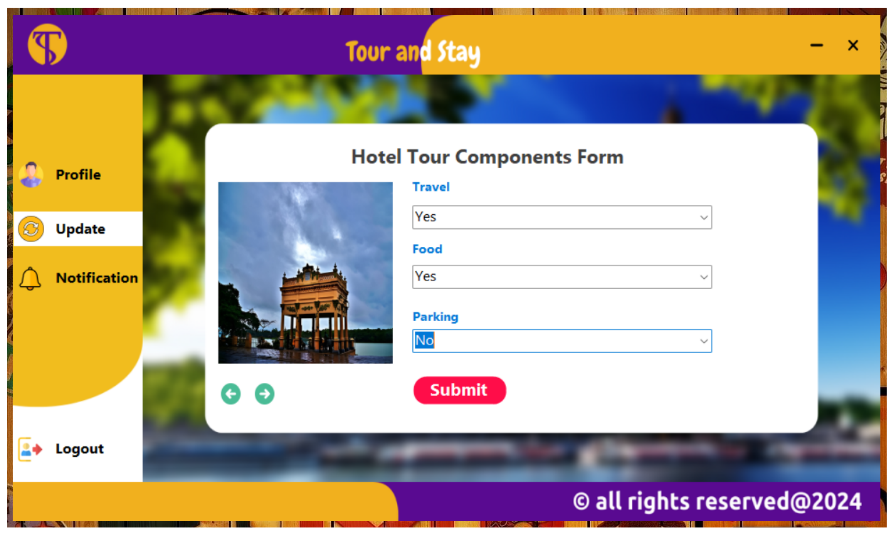 Tour and Stay
Profile
Update
Notification
Logout
Hotel Tour Components Form
Travel
Yes
Food
Yes
Parking
No
Submit
© all rights reserved@2024